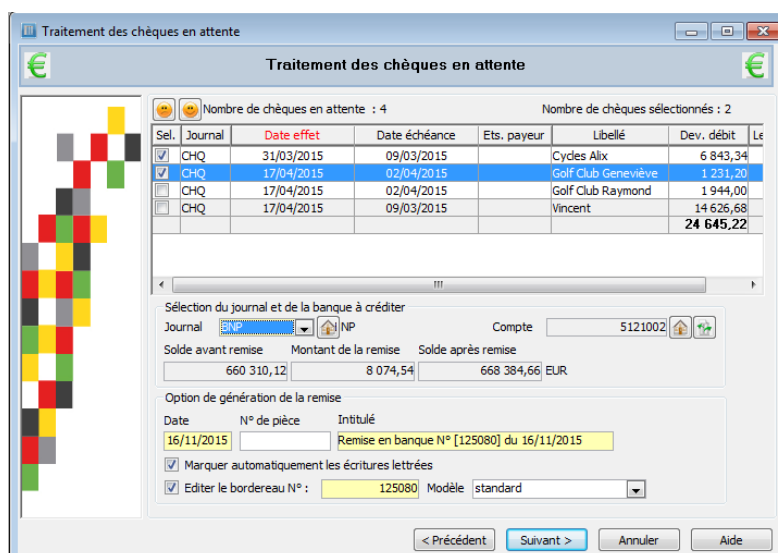 Traitement des chèques en attente
Traitement des chèques en attente
Nombre de chèques en attente : 4 Nombre de chèques sélectionnés : 2
Sel. Journal Date effet Date échéance Ets. payeur Libellé Dev. débit Le
CHQ 31/03/2015 09/03/2015 Cycles Alix 6 843,34
CHQ 17/04/2015 02/04/2015 Golf Club Geneviève 1 231,20
CHQ 17/04/2015 02/04/2015 Golf Club Raymond 1 944,00
CHQ 17/04/2015 09/03/2015 Vincent 14 626,68
24 645,22
Sélection du journal et de la banque à créditer
Journal BNP NP Compte 5121002
Solde avant remise Montant de la remise Solde après remise
660 310,12 8 074,54 668 384,66 EUR
Option de génération de la remise
Date N° de pièce Intitulé
16/11/2015 Remise en banque N° [125080] du 16/11/2015
Marquer automatiquement les écritures lettrées
Editer le bordereau N° : 125080 Modèle standard
< Précédent Suivant > Annuler Aide